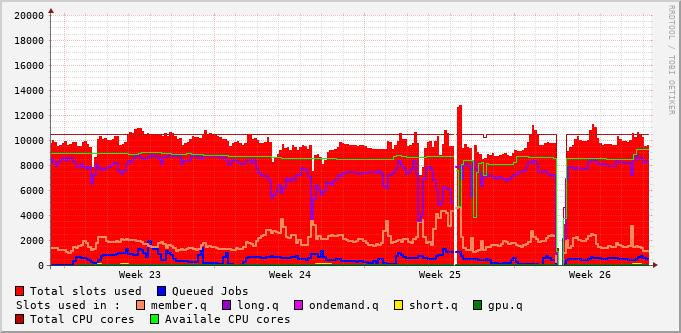 RRDTOOL / TOBI OETIKER
20000
18000
16000
14000
12000
10000
8000
6000
4000
2000
0
Week 23 Week 24 Week 25 Week 26
Total slots used Queued Jobs
Slots used in : member.q long.q ondemand.q short.q gpu.q
Total CPU cores Availale CPU cores